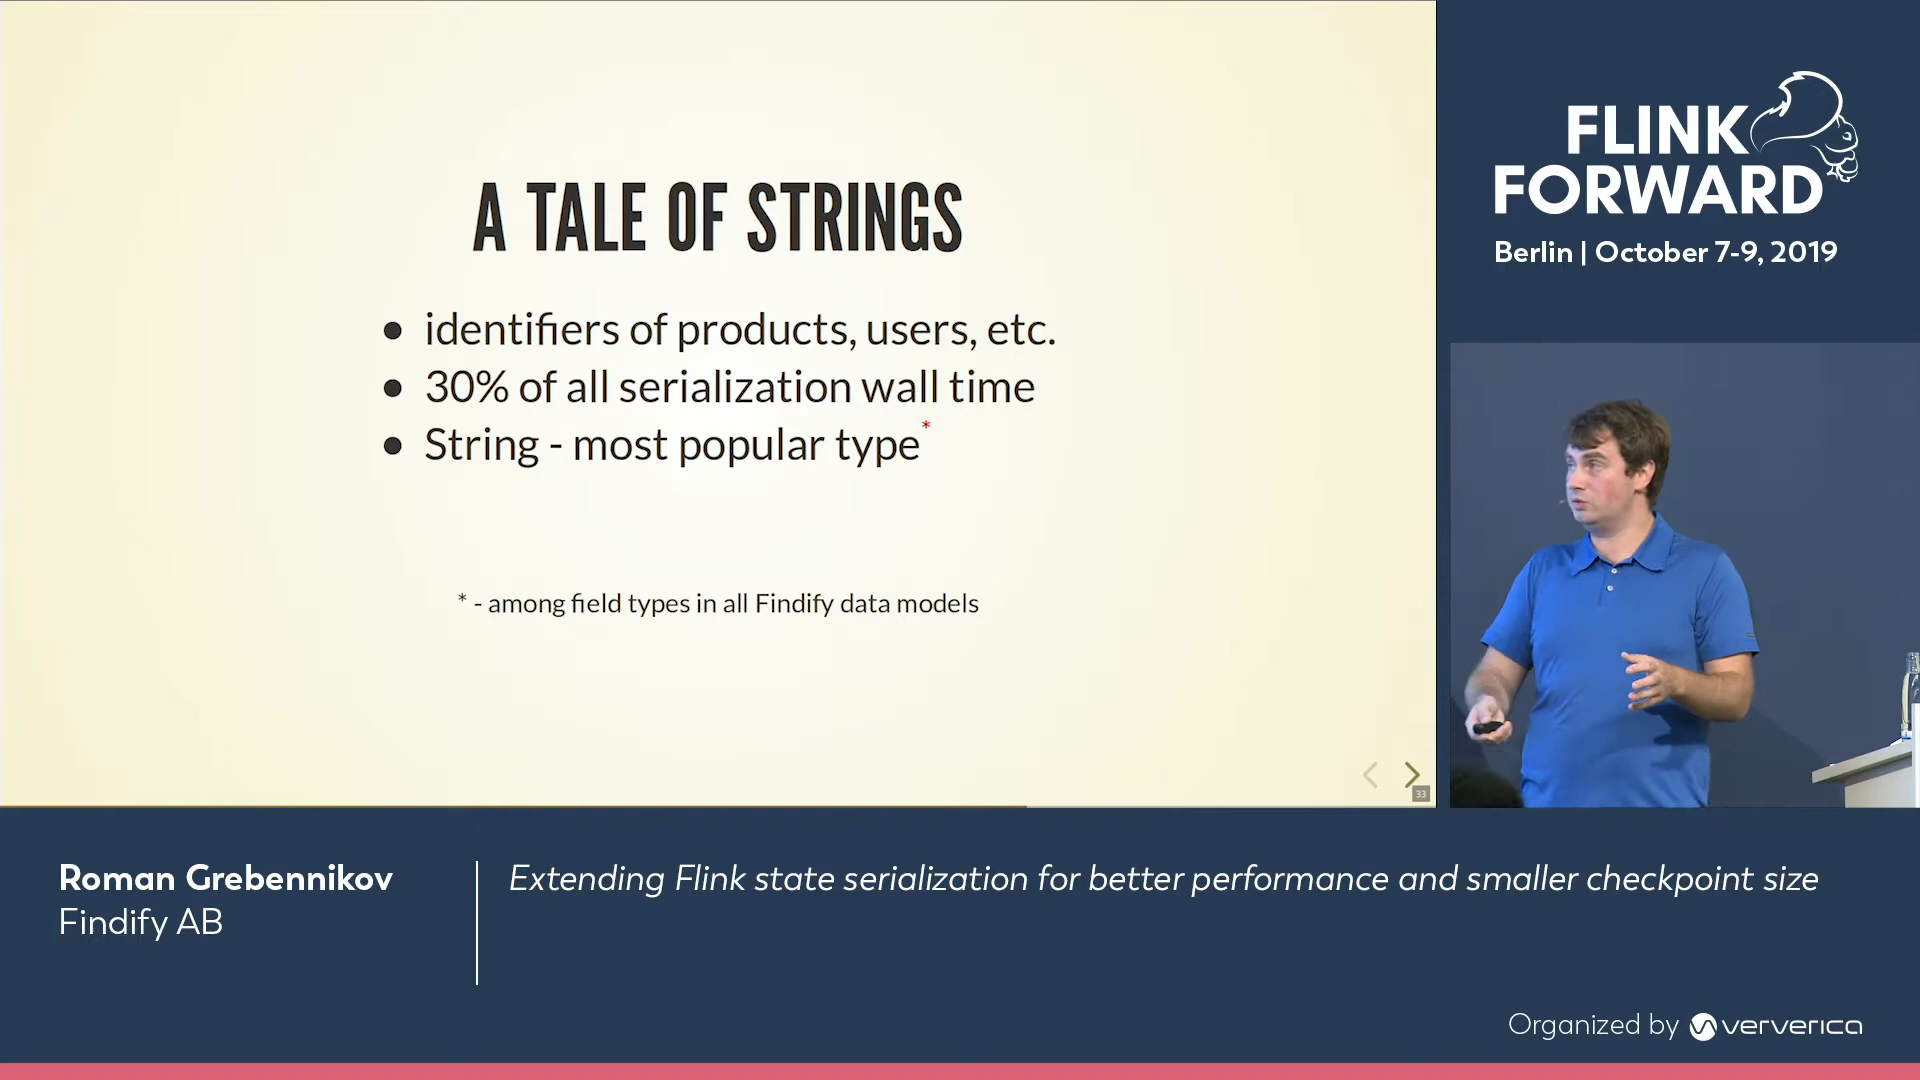 A TALE OF STRINGS
● identifiers of products, users, etc.
● 30% of all serialization wall time
● String - most popular type*
* - among field types in all Findify data models
33
FLINK
FORWARD
Berlin | October 7-9, 2019
Roman Grebennikov
Findify AB
Extending Flink state serialization for better performance and smaller checkpoint size
Organized by ververica